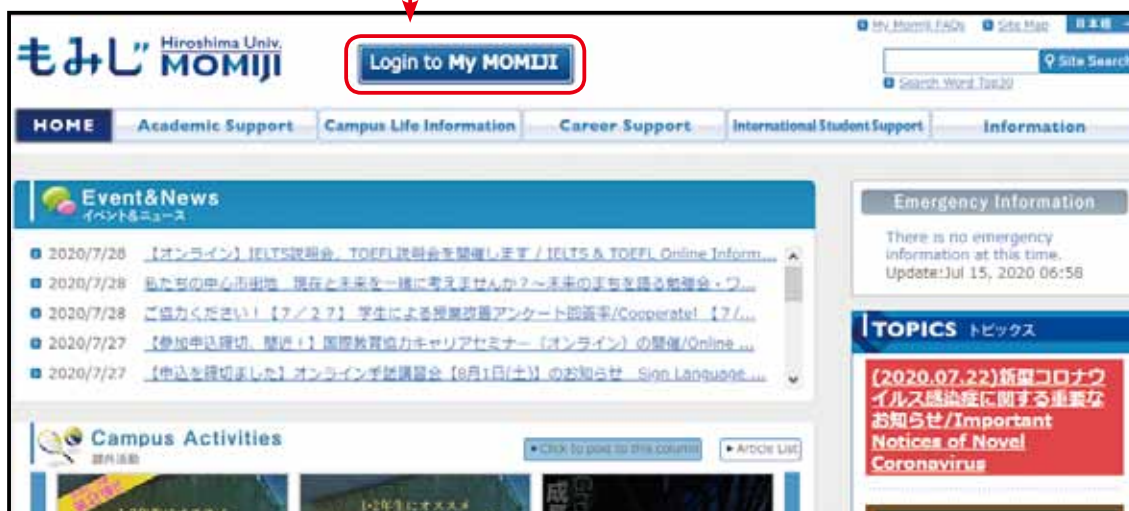 もみじ Hiroshima Univ. MOMIJI
Login to My MOMIJI
My Momiji FAQs Site Map 日本語
Site Search
Search Word Top20
HOME Academic Support Campus Life Information Career Support International Student Support Information
Event&News
イベント&ニュース
2020/7/28 【オンライン】IELTS説明会、TOEFL説明会を開催します / IELTS & TOEFL Online Inform...
2020/7/28 私たちの中心市街地 現在と未来を一緒に考えませんか?~未来のまちを語る勉強会・ワ...
2020/7/28 ご協力ください!【7/27】 学生による授業改善アンケート回答率/Cooperate! 【7/...
2020/7/27 【参加申込締切、間近!】国際教育協力キャリアセミナー(オンライン)の開催/Online ...
2020/7/27 【申込を締切ました】オンライン手話講習会【8月1日(土)】のお知らせ Sign Language ...
Emergency Information
There is no emergency
information at this time.
Update:Jul 15, 2020 06:58
TOPICS トピックス
(2020.07.22)新型コロナウ
イルス感染症に関する重要な
お知らせ/Important
Notices of Novel
Coronavirus
Campus Activities
課外活動
Click to post to this column
Article List
1・2年生にオススメ